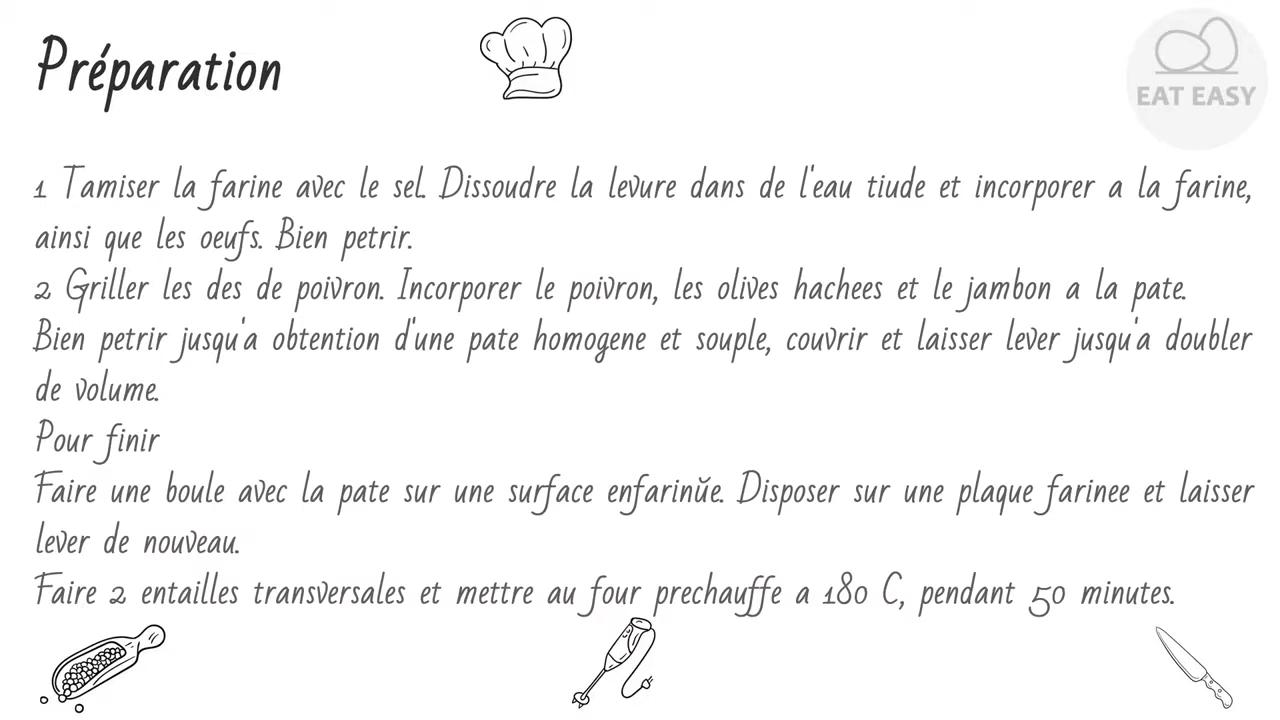 Préparation
EAT EASY
1 Tamiser la farine avec le sel. Dissoudre la levure dans de l'eau tiude et incorporer a la farine,
ainsi que les oeufs. Bien petrir.
2 Griller les des de poivron. Incorporer le poivron, les olives hachees et le jambon a la pate.
Bien petrir jusqu'a obtention d'une pate homogene et souple, couvrir et laisser lever jusqu'a doubler
de volume.
Pour finir
Faire une boule avec la pate sur une surface enfarinŭe. Disposer sur une plaque farinee et laisser
lever de nouveau.
Faire 2 entailles transversales et mettre au four prechauffe a 180 C, pendant 50 minutes.